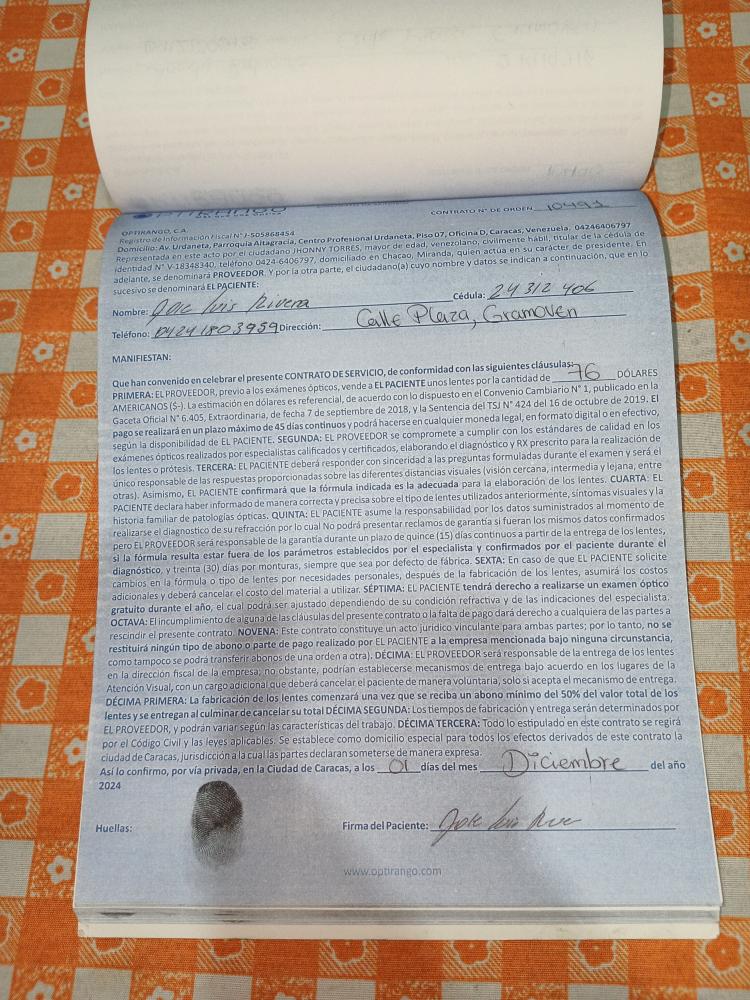 OPTIRANGO
CONTRATO N° DE ORDEN 10491
OPTIRANGO, C.A.
Registro de Información Fiscal N° J-505868454
Domicilio: Av. Urdaneta, Parroquia Altagracia, Centro Profesional Urdaneta, Piso 07, Oficina D, Caracas, Venezuela, 04246406797
Representada en este acto por el ciudadano JHONNY TORRES, mayor de edad, venezolano, civilmente hábil, titular de la cédula de
identidad N° V-18348340, teléfono 0424-6406797, domiciliado en Chacao, Miranda, quien actúa en su carácter de presidente. En
adelante, se denominará PROVEEDOR. Y por la otra parte, el ciudadano(a) cuyo nombre y datos se indican a continuación, que en lo
sucesivo se denominará EL PACIENTE:
Nombre: Jose luis Rivera Cédula: 24 312 406
Teléfono: 04241803959 Dirección: Calle Plaza, Gramoven
MANIFIESTAN:
Que han convenido en celebrar el presente CONTRATO DE SERVICIO, de conformidad con las siguientes cláusulas:
PRIMERA: EL PROVEEDOR, previo a los exámenes ópticos, vende a EL PACIENTE unos lentes por la cantidad de 76 DÓLARES
AMERICANOS ($-). La estimación en dólares es referencial, de acuerdo con lo dispuesto en el Convenio Cambiario N° 1, publicado en la
Gaceta Oficial N° 6.405, Extraordinaria, de fecha 7 de septiembre de 2018, y la Sentencia del TSJ N° 424 del 16 de octubre de 2019. El
pago se realizará en un plazo máximo de 45 días continuos y podrá hacerse en cualquier moneda legal, en formato digital o en efectivo,
según la disponibilidad de EL PACIENTE. SEGUNDA: EL PROVEEDOR se compromete a cumplir con los estándares de calidad en los
exámenes ópticos realizados por especialistas calificados y certificados, elaborando el diagnóstico y RX prescrito para la realización de
los lentes o prótesis. TERCERA: EL PACIENTE deberá responder con sinceridad a las preguntas formuladas durante el examen y será el
único responsable de las respuestas proporcionadas sobre las diferentes distancias visuales (visión cercana, intermedia y lejana, entre
otras). Asimismo, EL PACIENTE confirmará que la fórmula indicada es la adecuada para la elaboración de los lentes. CUARTA: EL
PACIENTE declara haber informado de manera correcta y precisa sobre el tipo de lentes utilizados anteriormente, síntomas visuales y la
historia familiar de patologías ópticas. QUINTA: EL PACIENTE asume la responsabilidad por los datos suministrados al momento de
realizarse el diagnostico de su refracción por lo cual No podrá presentar reclamos de garantía si fueran los mismos datos confirmados
pero El PROVEEDOR será responsable de la garantía durante un plazo de quince (15) días continuos a partir de la entrega de los lentes,
si la fórmula resulta estar fuera de los parámetros establecidos por el especialista y confirmados por el paciente durante el
diagnóstico, y treinta (30) días por monturas, siempre que sea por defecto de fábrica. SEXTA: En caso de que EL PACIENTE solicite
cambios en la fórmula o tipo de lentes por necesidades personales, después de la fabricación de los lentes, asumirá los costos
adicionales y deberá cancelar el costo del material a utilizar. SÉPTIMA: EL PACIENTE tendrá derecho a realizarse un examen óptico
gratuito durante el año, el cual podrá ser ajustado dependiendo de su condición refractiva y de las indicaciones del especialista.
OCTAVA: El incumplimiento de alguna de las cláusulas del presente contrato o la falta de pago dará derecho a cualquiera de las partes a
rescindir el presente contrato. NOVENA: Este contrato constituye un acto jurídico vinculante para ambas partes; por lo tanto, no se
restituirá ningún tipo de abono o parte de pago realizado por EL PACIENTE a la empresa mencionada bajo ninguna circunstancia,
como tampoco se podrá transferir abonos de una orden a otra). DÉCIMA: EL PROVEEDOR será responsable de la entrega de los lentes
en la dirección fiscal de la empresa; no obstante, podrían establecerse mecanismos de entrega bajo acuerdo en los lugares de la
Atención Visual, con un cargo adicional que deberá cancelar el paciente de manera voluntaria, solo si acepta el mecanismo de entrega.
DÉCIMA PRIMERA: La fabricación de los lentes comenzará una vez que se reciba un abono mínimo del 50% del valor total de los
lentes y se entregan al culminar de cancelar su total DÉCIMA SEGUNDA: Los tiempos de fabricación y entrega serán determinados por
EL PROVEEDOR, y podrán variar según las características del trabajo. DÉCIMA TERCERA: Todo lo estipulado en este contrato se regirá
por el Código Civil y las leyes aplicables. Se establece como domicilio especial para todos los efectos derivados de este contrato la
ciudad de Caracas, jurisdicción a la cual las partes declaran someterse de manera expresa.
Así lo confirmo, por vía privada, en la Ciudad de Caracas, a los 01 días del mes Diciembre del año
2024
Huellas:
Firma del Paciente: Jose luis
www.optirango.com